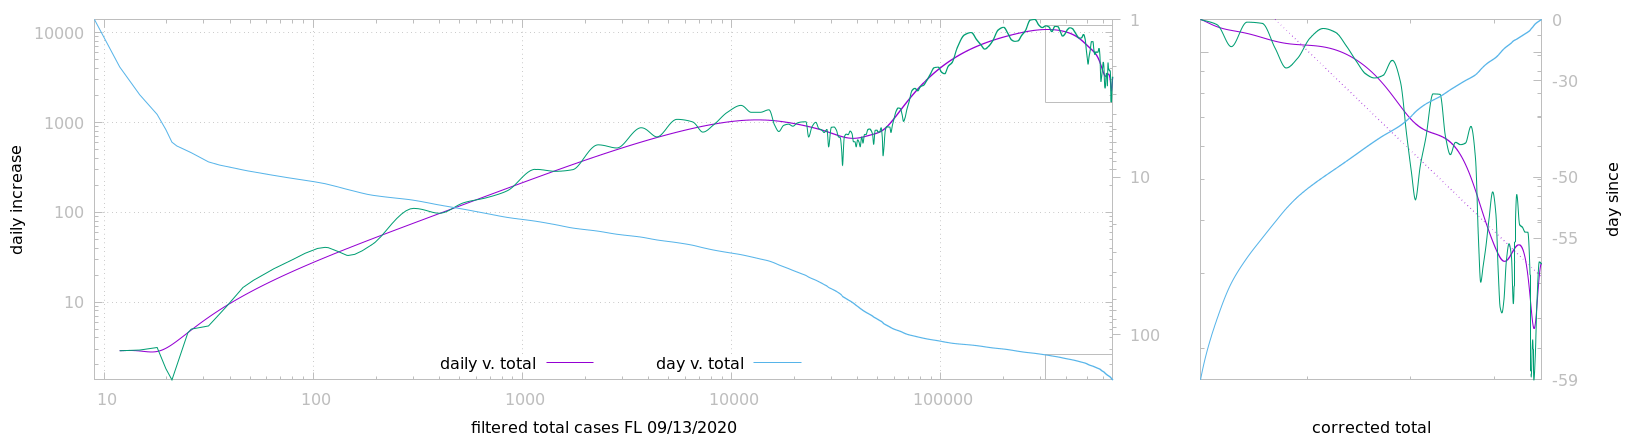 10000
1000
100
10
daily increase
10
100
1000
10000
100000
filtered total cases FL 09/13/2020
daily v. total
day v. total
1
10
100
0
-30
-50
-55
-59
day since
corrected total